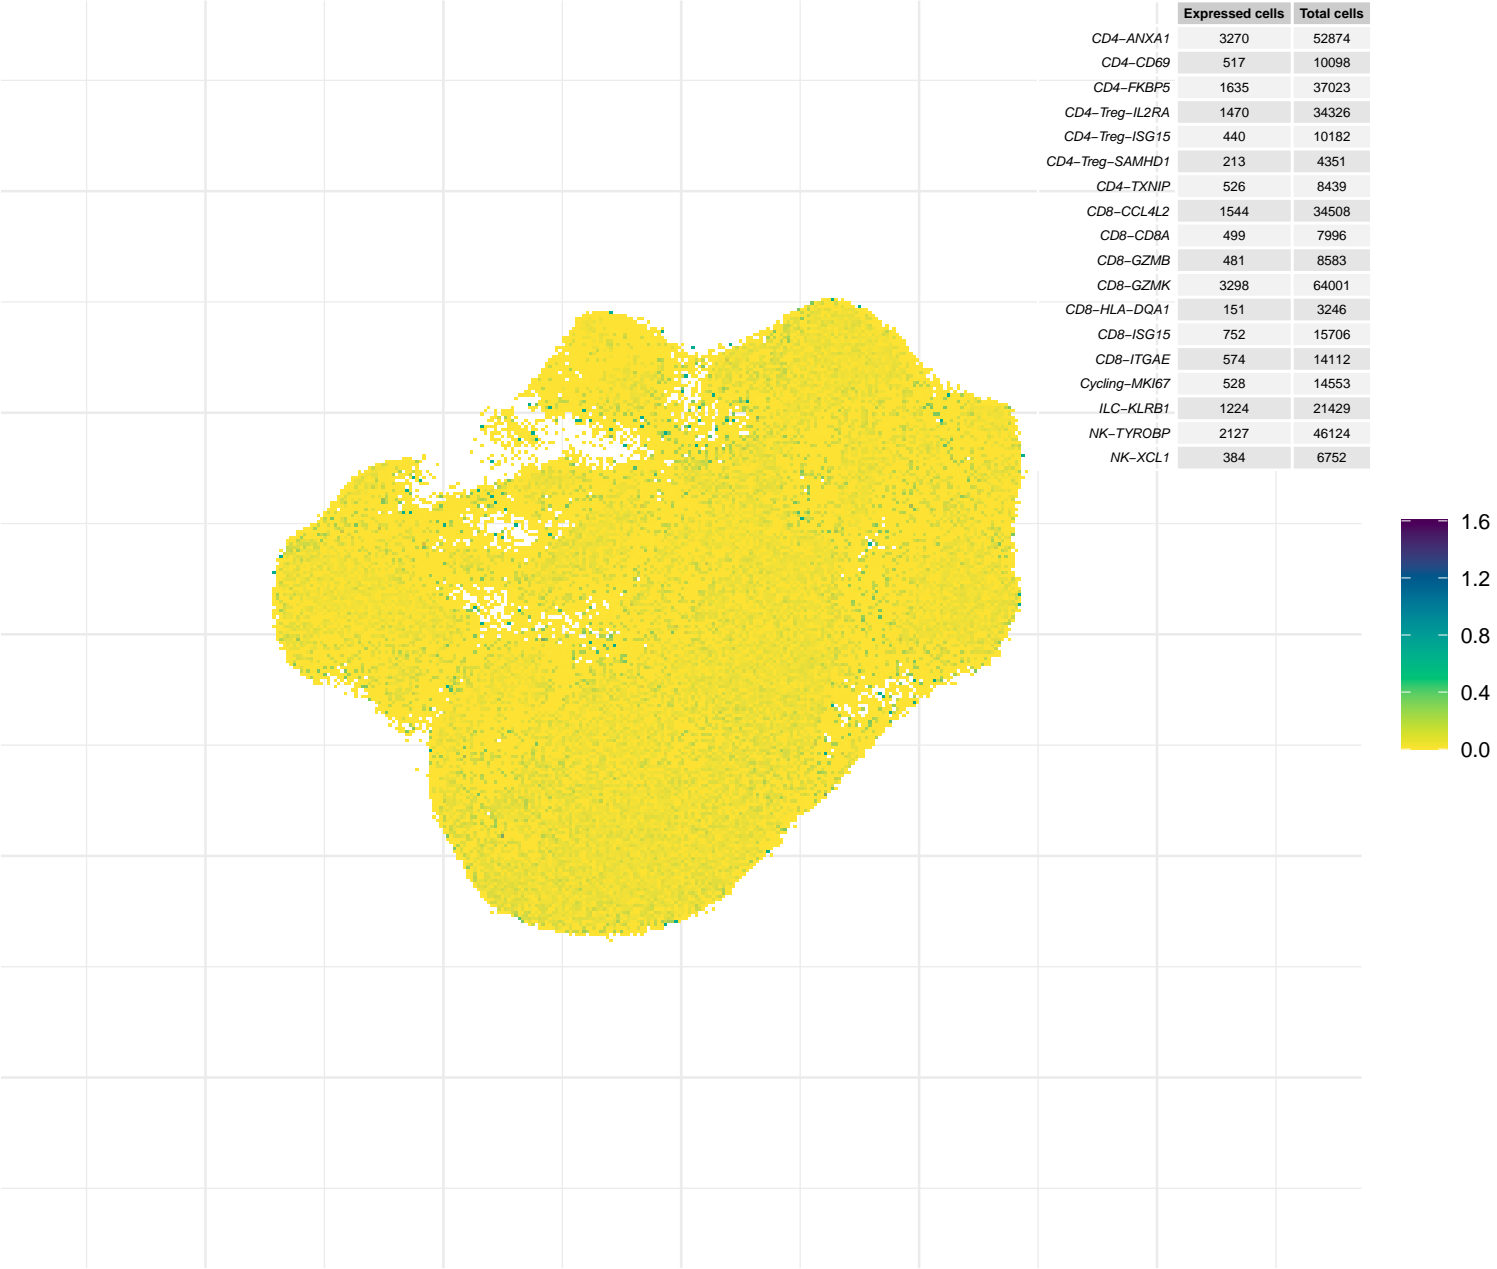 Expressed cells Total cells
CD4−ANXA1 3270 52874
CD4−CD69 517 10098
CD4−FKBP5 1635 37023
CD4−Treg−IL2RA 1470 34326
CD4−Treg−ISG15 440 10182
CD4−Treg−SAMHD1 213 4351
CD4−TXNIP 526 8439
CD8−CCL4L2 1544 34508
CD8−CD8A 499 7996
CD8−GZMB 481 8583
CD8−GZMK 3298 64001
CD8−HLA−DQA1 151 3246
CD8−ISG15 752 15706
CD8−ITGAE 574 14112
Cycling−MKI67 528 14553
ILC−KLRB1 1224 21429
NK−TYROBP 2127 46124
NK−XCL1 384 6752
1.6
1.2
0.8
0.4
0.0